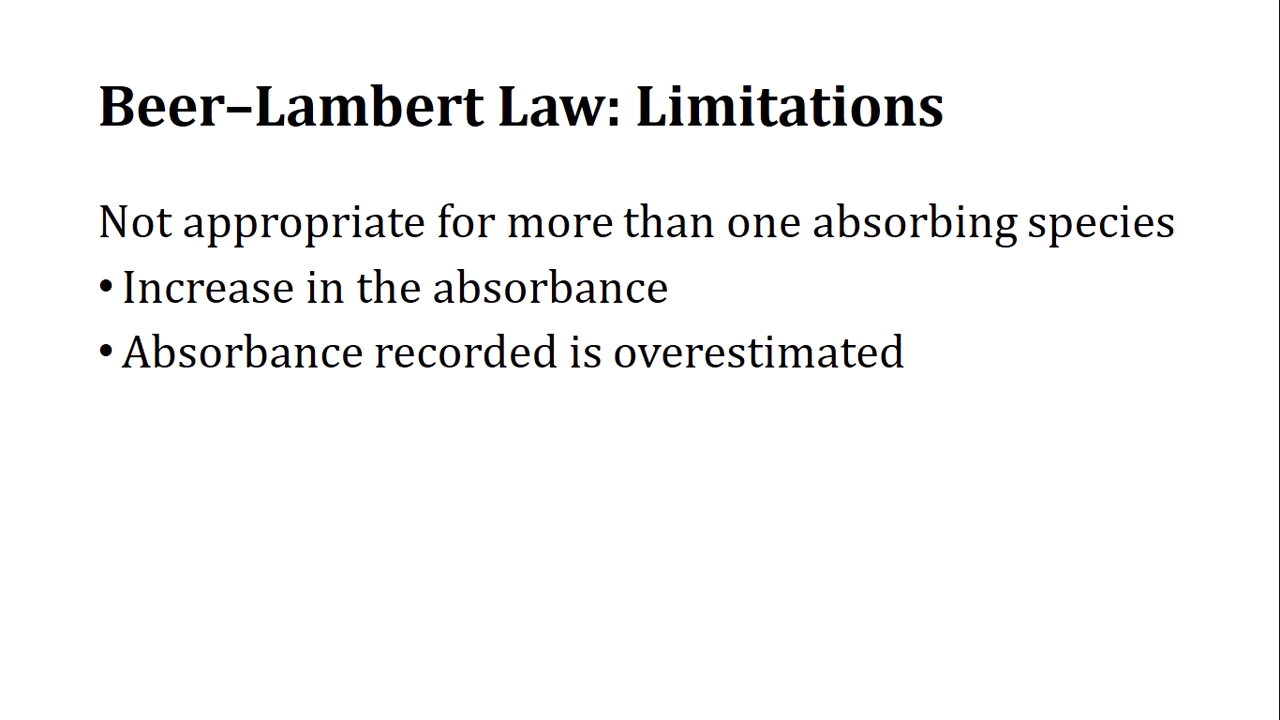 Beer–Lambert Law: Limitations
Not appropriate for more than one absorbing species
• Increase in the absorbance
• Absorbance recorded is overestimated